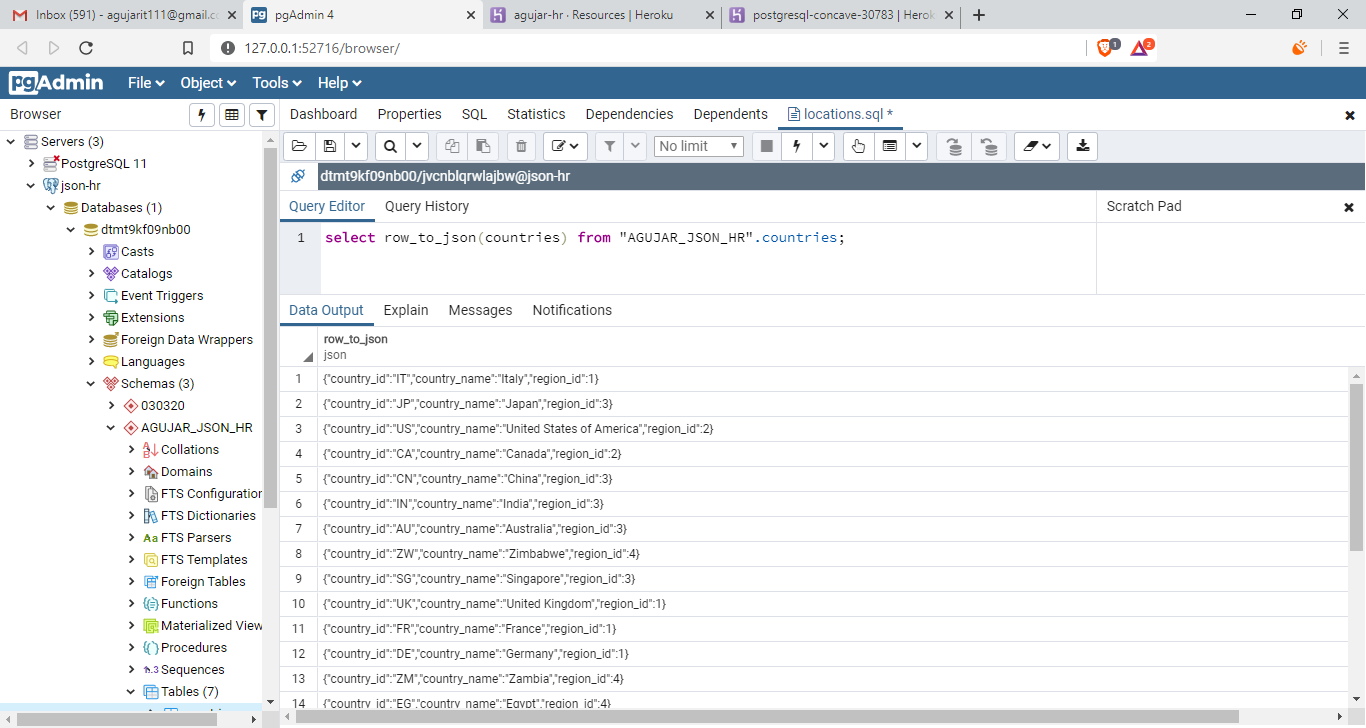 Inbox (591) - agujarit111@gmail.c
pgAdmin 4
agujar-hr · Resources | Heroku
postgresql-concave-30783 | Herok
127.0.0.1:52716/browser/
1
2
pgAdmin
File
Object
Tools
Help
Browser
Dashboard
Properties
SQL
Statistics
Dependencies
Dependents
locations.sql *
No limit
dtmt9kf09nb00/jvcnblqrwlajbw@json-hr
Query Editor
Query History
Scratch Pad
1 select row_to_json(countries) from "AGUJAR_JSON_HR".countries;
Servers (3)
PostgreSQL 11
json-hr
Databases (1)
dtmt9kf09nb00
Casts
Catalogs
Event Triggers
Extensions
Foreign Data Wrappers
Languages
Schemas (3)
030320
AGUJAR_JSON_HR
Collations
Domains
FTS Configuration
FTS Dictionaries
FTS Parsers
FTS Templates
Foreign Tables
Functions
Materialized View
Procedures
Sequences
Tables (7)
Data Output
Explain
Messages
Notifications
row_to_json
json
1 {"country_id":"IT","country_name":"Italy","region_id":1}
2 {"country_id":"JP","country_name":"Japan","region_id":3}
3 {"country_id":"US","country_name":"United States of America","region_id":2}
4 {"country_id":"CA","country_name":"Canada","region_id":2}
5 {"country_id":"CN","country_name":"China","region_id":3}
6 {"country_id":"IN","country_name":"India","region_id":3}
7 {"country_id":"AU","country_name":"Australia","region_id":3}
8 {"country_id":"ZW","country_name":"Zimbabwe","region_id":4}
9 {"country_id":"SG","country_name":"Singapore","region_id":3}
10 {"country_id":"UK","country_name":"United Kingdom","region_id":1}
11 {"country_id":"FR","country_name":"France","region_id":1}
12 {"country_id":"DE","country_name":"Germany","region_id":1}
13 {"country_id":"ZM","country_name":"Zambia","region_id":4}
14 {"country_id":"EG","country_name":"Egypt","region_id":4}